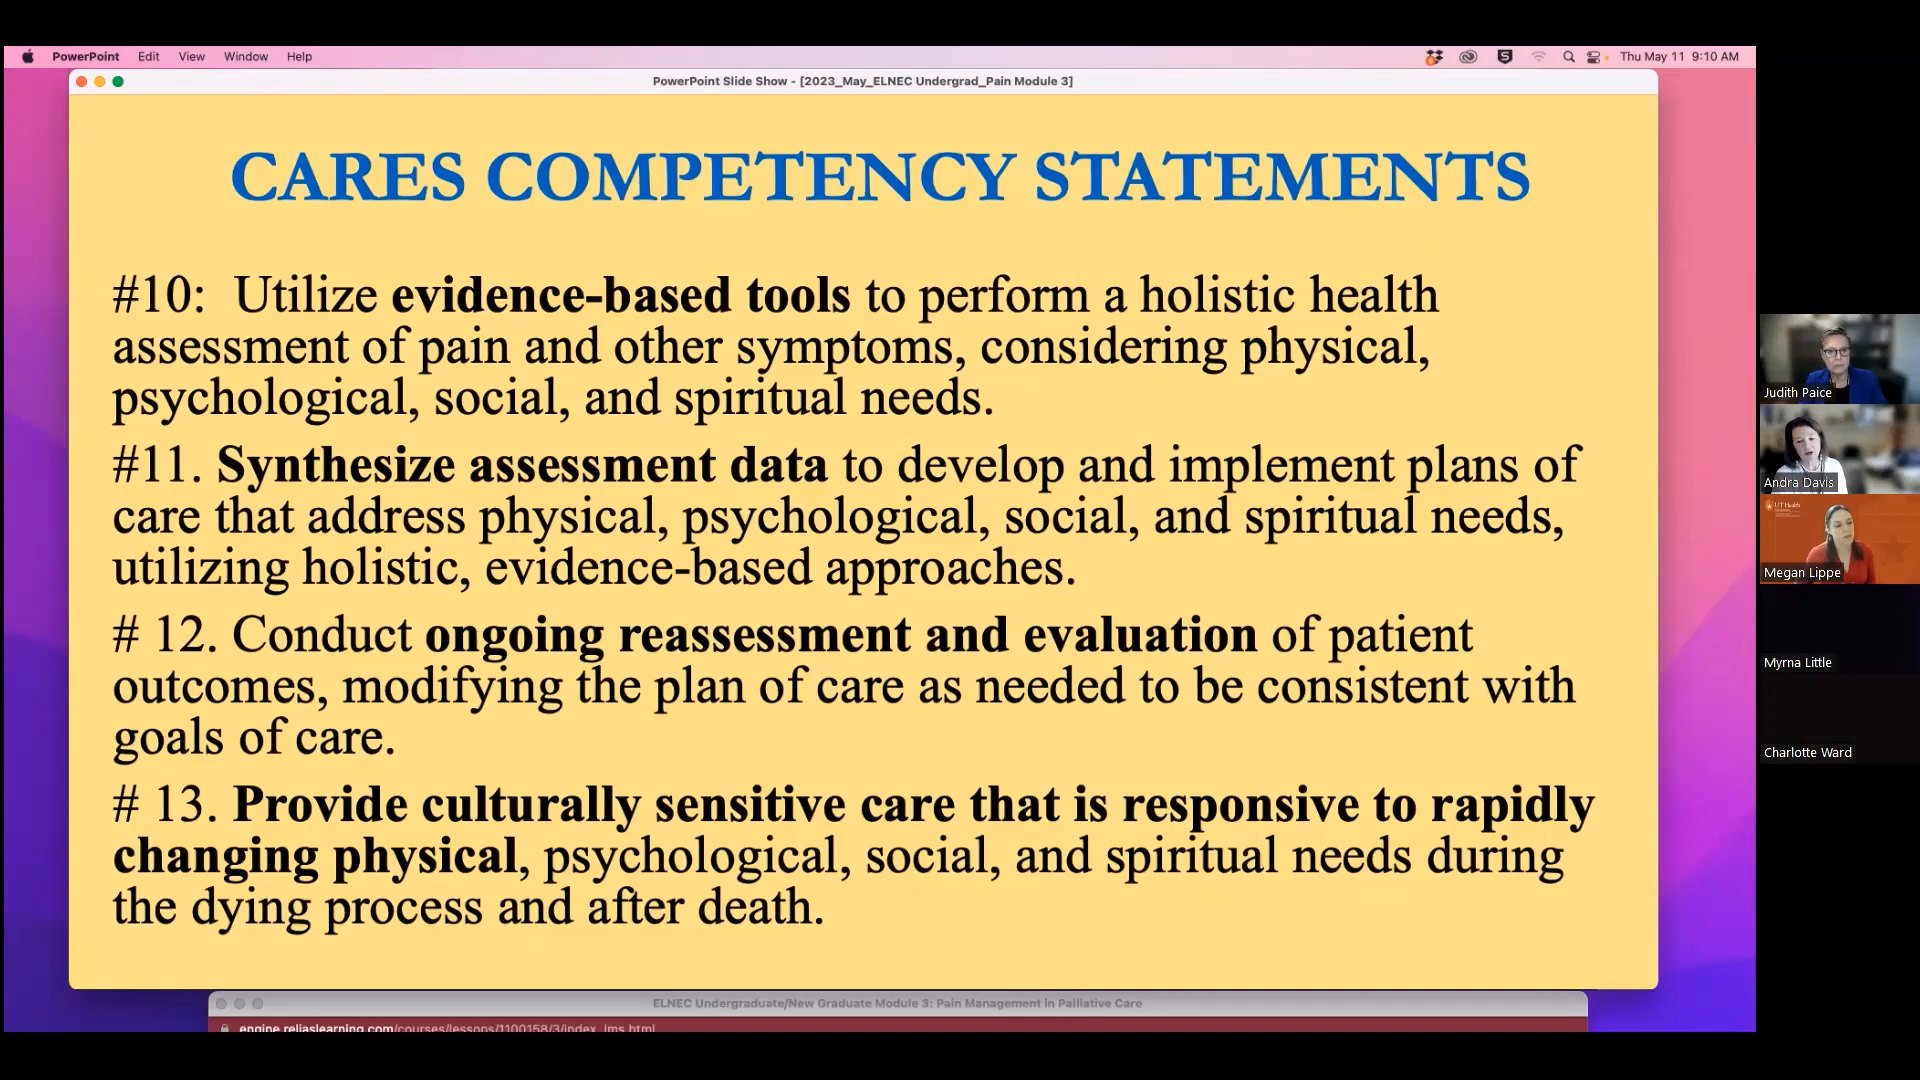 PowerPoint Edit View Window Help Thu May 11 9:10 AM
PowerPoint Slide Show - [2023_May_ELNEC Undergrad_Pain Module 3]
CARES COMPETENCY STATEMENTS
#10: Utilize evidence-based tools to perform a holistic health
assessment of pain and other symptoms, considering physical,
psychological, social, and spiritual needs.
#11. Synthesize assessment data to develop and implement plans of
care that address physical, psychological, social, and spiritual needs,
utilizing holistic, evidence-based approaches.
# 12. Conduct ongoing reassessment and evaluation of patient
outcomes, modifying the plan of care as needed to be consistent with
goals of care.
# 13. Provide culturally sensitive care that is responsive to rapidly
changing physical, psychological, social, and spiritual needs during
the dying process and after death.
ELNEC Undergraduate/New Graduate Module 3: Pain Management in Palliative Care
engine.reliaslearning.com/courses/lessons/1100158/3/index_lms.html
Judith Paice
Andra Davis
UT Health
Megan Lippe
Myrna Little
Charlotte Ward